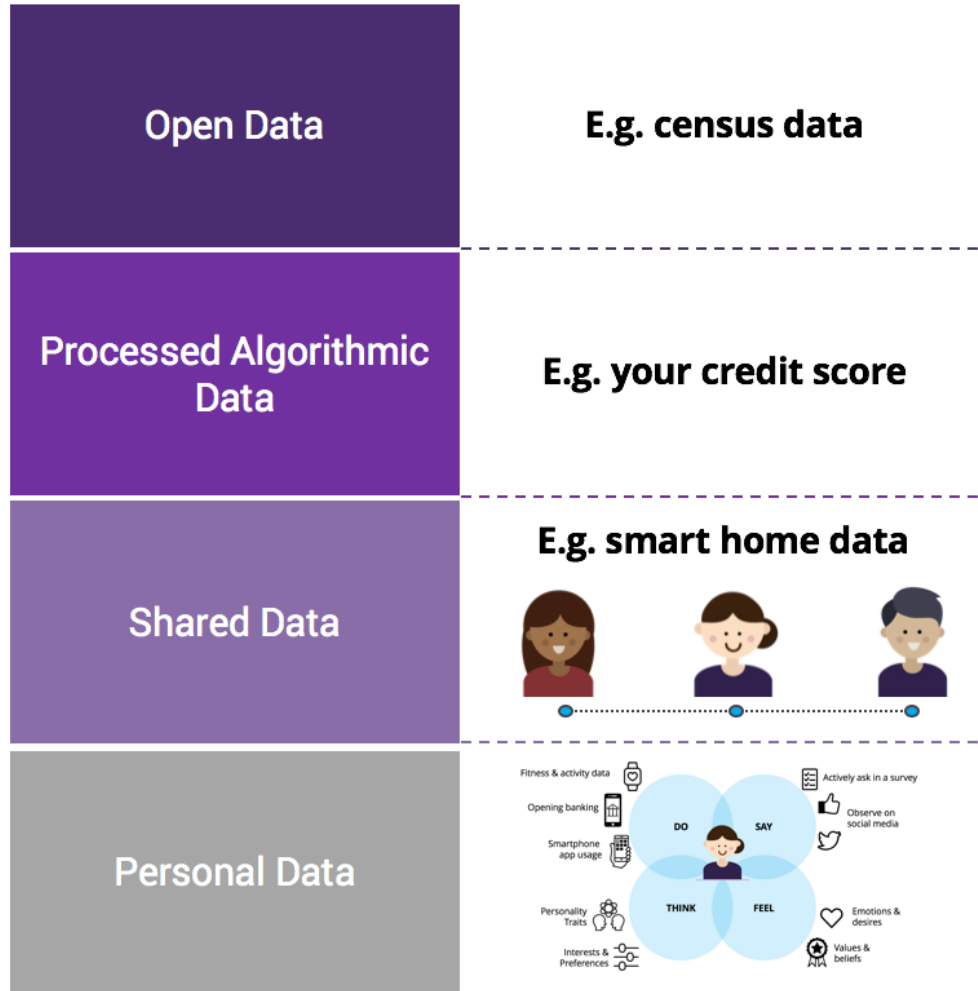 Open Data
E.g. census data
Processed Algorithmic
Data
E.g. your credit score
Shared Data
E.g. smart home data
Personal Data
Fitness & activity data
Opening banking
Smartphone
app usage
DO
SAY
Actively ask in a survey
Observe on
social media
THINK
FEEL
Personality
Traits
Interests &
Preferences
Emotions &
desires
Values &
beliefs